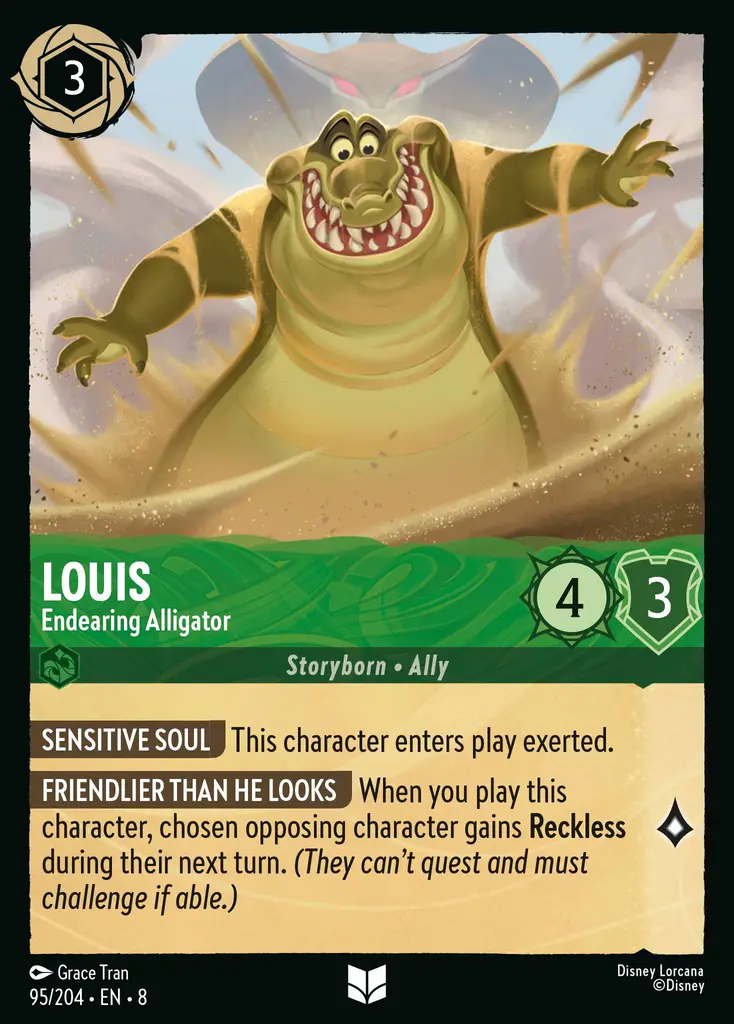 3
LOUIS
Endearing Alligator
4
3
Storyborn • Ally
SENSITIVE SOUL This character enters play exerted.
FRIENDLIER THAN HE LOOKS When you play this
character, chosen opposing character gains Reckless
during their next turn. (They can't quest and must
challenge if able.)
Grace Tran
95/204 • EN • 8
Disney Lorcana
©Disney